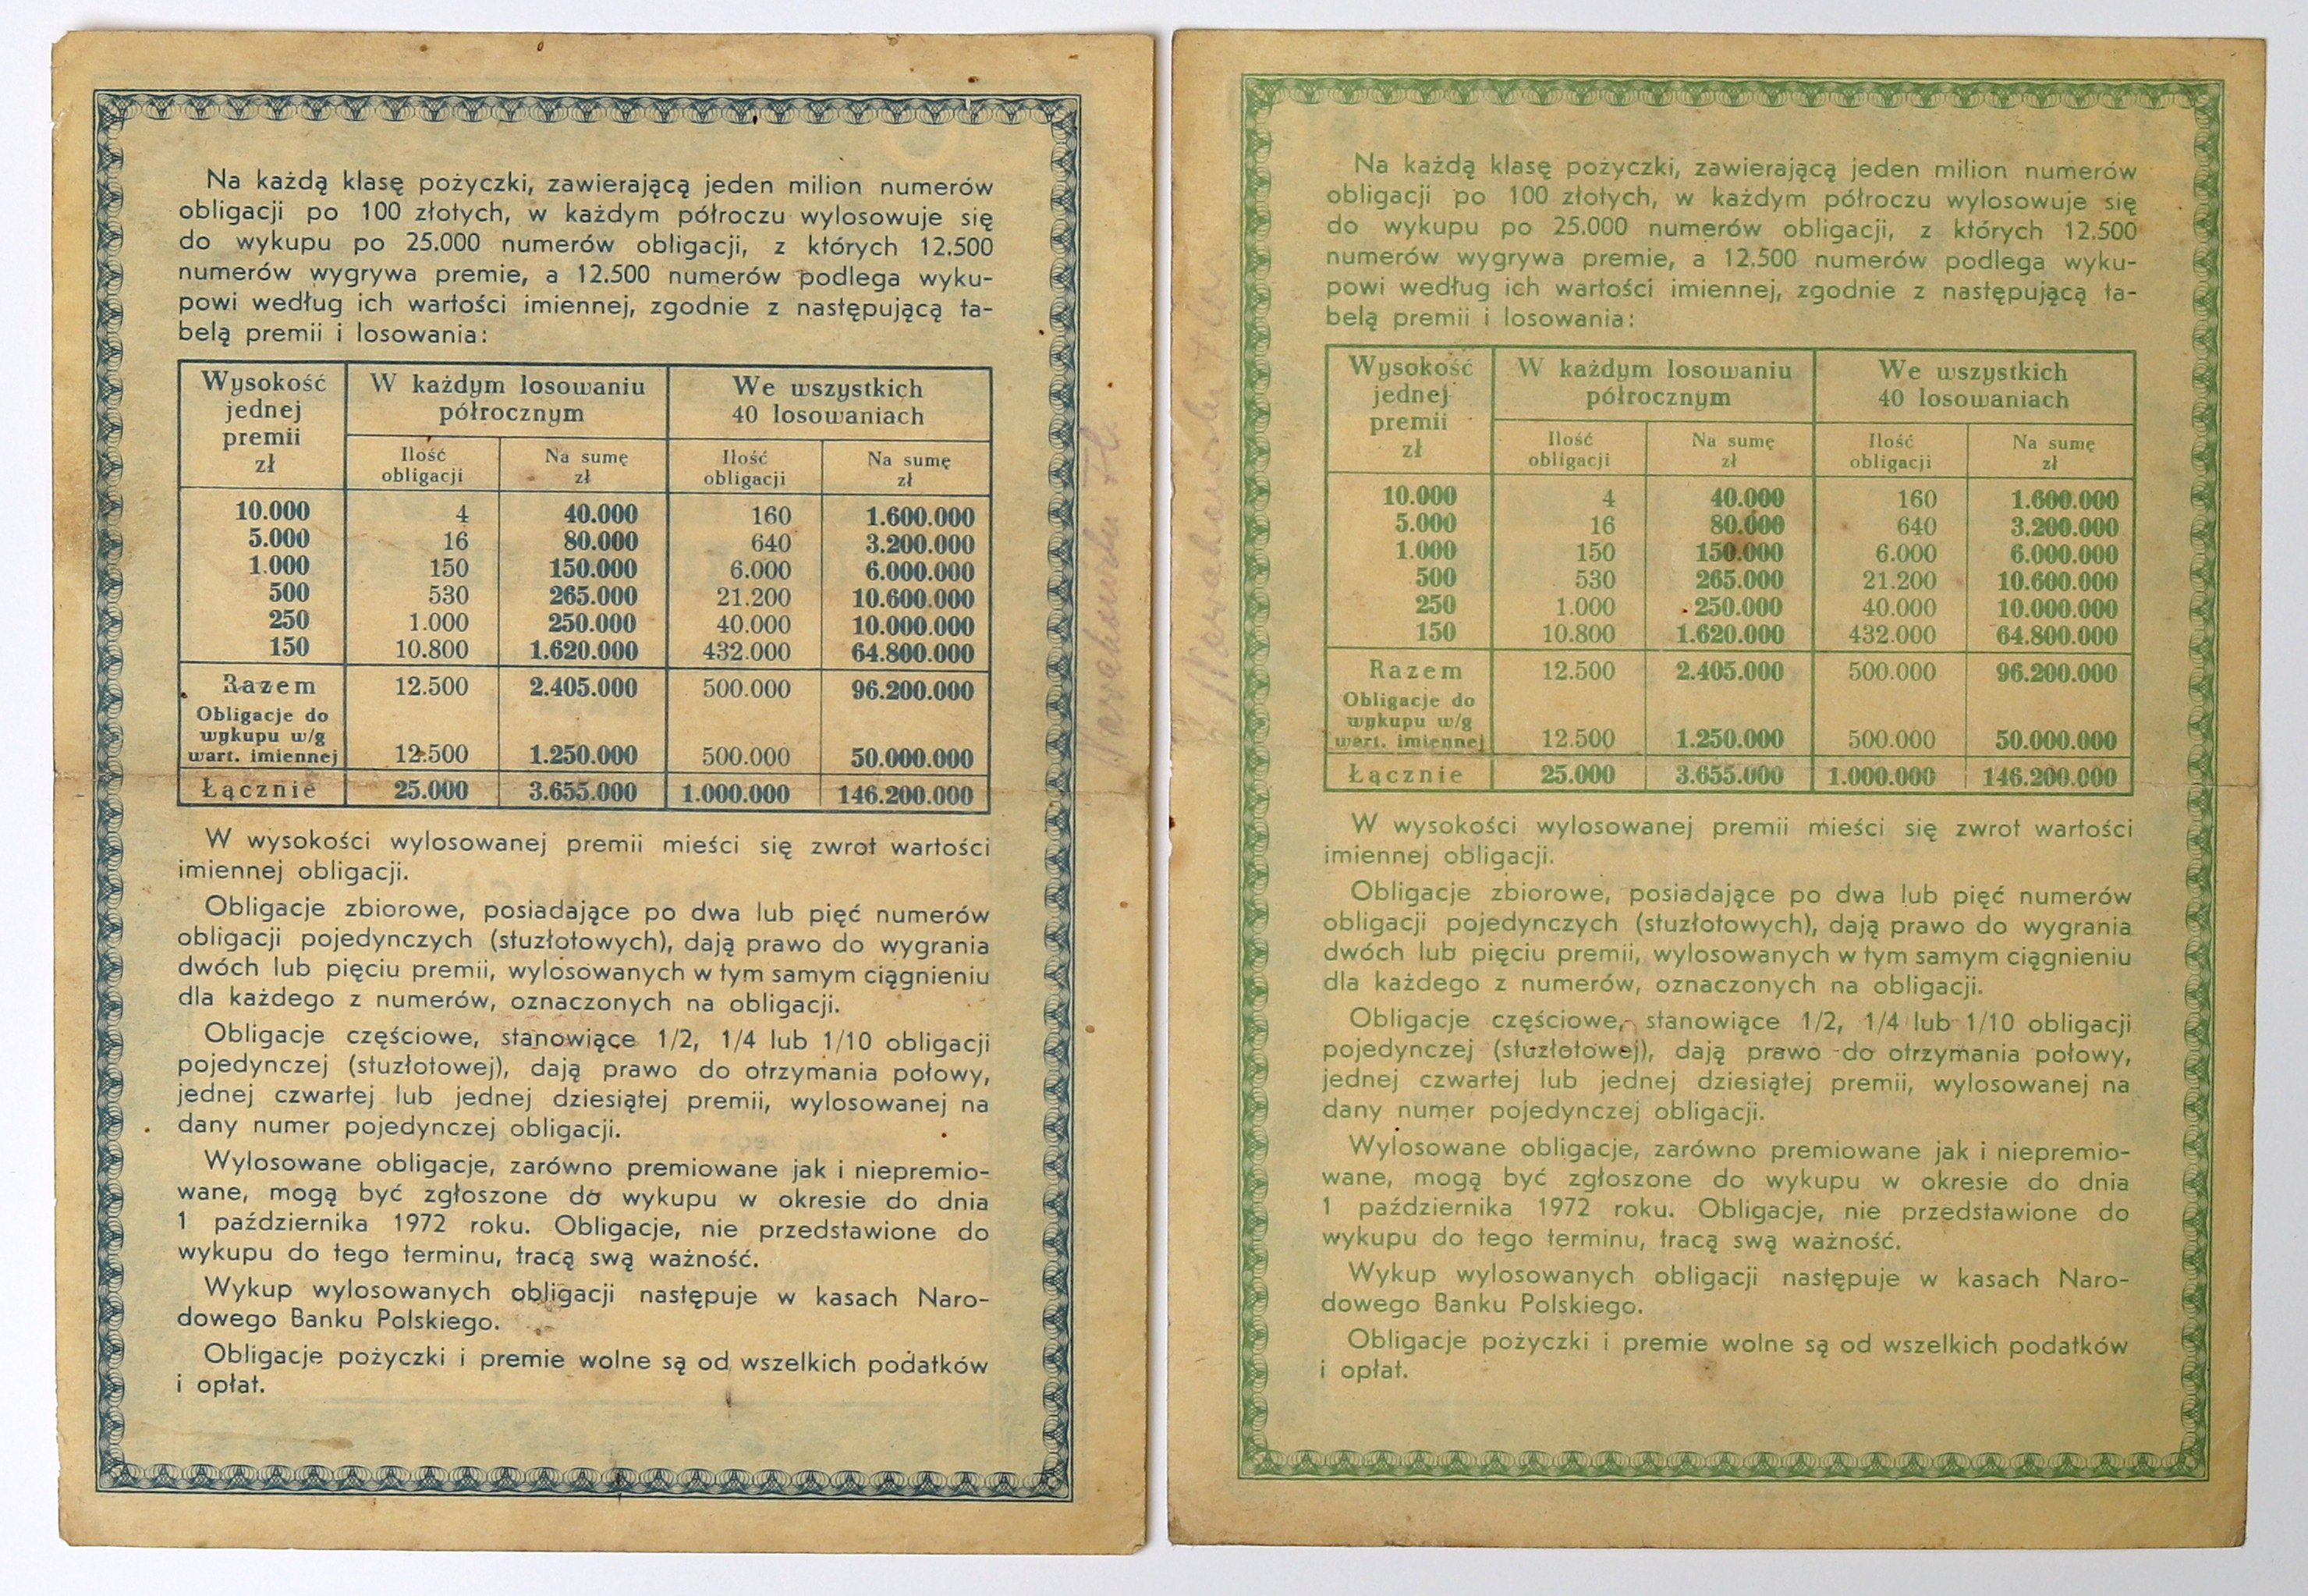 Na każdą klasę pożyczki, zawierającą jeden milion numerów
obligacji po 100 złotych, w każdym półroczu wylosowuje się
do wykupu po 25.000 numerów obligacji, z których 12.500
numerów wygrywa premie, a 12.500 numerów podlega wyku-
powi według ich wartości imiennej, zgodnie z następującą ta-
belą premii i losowania:
Wysokość jednej premii zł
W każdym losowaniu półrocznym
We wszystkich 40 losowaniach
Ilość obligacji
Na sumę zł
Ilość obligacji
Na sumę zł
10.000 4 40.000 160 1.600.000
5.000 16 80.000 640 3.200.000
1.000 150 150.000 6.000 6.000.000
500 530 265.000 21.200 10.600.000
250 1.000 250.000 40.000 10.000.000
150 10.800 1.620.000 432.000 64.800.000
Razem 12.500 2.405.000 500.000 96.200.000
Obligacje do
wykupu w/g
wart. imiennej 12.500 1.250.000 500.000 50.000.000
Łącznie 25.000 3.655.000 1.000.000 146.200.000
W wysokości wylosowanej premii mieści się zwrot wartości
imiennej obligacji.
Obligacje zbiorowe, posiadające po dwa lub pięć numerów
obligacji pojedynczych (stuzłotowych), dają prawo do wygrania
dwóch lub pięciu premii, wylosowanych w tym samym ciągnieniu
dla każdego z numerów, oznaczonych na obligacji.
Obligacje częściowe, stanowiące 1/2, 1/4 lub 1/10 obligacji
pojedynczej (stuzłotowej), dają prawo do otrzymania połowy,
jednej czwartej lub jednej dziesiątej premii, wylosowanej na
dany numer pojedynczej obligacji.
Wylosowane obligacje, zarówno premiowane jak i niepremio-
wane, mogą być zgłoszone do wykupu w okresie do dnia
1 października 1972 roku. Obligacje, nie przedstawione do
wykupu do tego terminu, tracą swą ważność.
Wykup wylosowanych obligacji następuje w kasach Naro-
dowego Banku Polskiego.
Obligacje pożyczki i premie wolne są od wszelkich podatków
i opłat.
Na każdą klasę pożyczki, zawierającą jeden milion numerów
obligacji po 100 złotych, w każdym półroczu wylosowuje się
do wykupu po 25.000 numerów obligacji, z których 12.500
numerów wygrywa premie, a 12.500 numerów podlega wyku-
powi według ich wartości imiennej, zgodnie z następującą ta-
belą premii i losowania:
Wysokość jednej premii zł
W każdym losowaniu półrocznym
We wszystkich 40 losowaniach
Ilość obligacji
Na sumę zł
Ilość obligacji
Na sumę zł
10.000 4 40.000 160 1.600.000
5.000 16 80.000 640 3.200.000
1.000 150 150.000 6.000 6.000.000
500 530 265.000 21.200 10.600.000
250 1.000 250.000 40.000 10.000.000
150 10.800 1.620.000 432.000 64.800.000
Razem 12.500 2.405.000 500.000 96.200.000
Obligacje do
wykupu w/g
wart. imiennej 12.500 1.250.000 500.000 50.000.000
Łącznie 25.000 3.655.000 1.000.000 146.200.000
W wysokości wylosowanej premii mieści się zwrot wartości
imiennej obligacji.
Obligacje zbiorowe, posiadające po dwa lub pięć numerów
obligacji pojedynczych (stuzłotowych), dają prawo do wygrania
dwóch lub pięciu premii, wylosowanych w tym samym ciągnieniu
dla każdego z numerów, oznaczonych na obligacji.
Obligacje częściowe, stanowiące 1/2, 1/4 lub 1/10 obligacji
pojedynczej (stuzłotowej), dają prawo do otrzymania połowy,
jednej czwartej lub jednej dziesiątej premii, wylosowanej na
dany numer pojedynczej obligacji.
Wylosowane obligacje, zarówno premiowane jak i niepremio-
wane, mogą być zgłoszone do wykupu w okresie do dnia
1 października 1972 roku. Obligacje, nie przedstawione do
wykupu do tego terminu, tracą swą ważność.
Wykup wylosowanych obligacji następuje w kasach Naro-
dowego Banku Polskiego.
Obligacje pożyczki i premie wolne są od wszelkich podatków
i opłat.